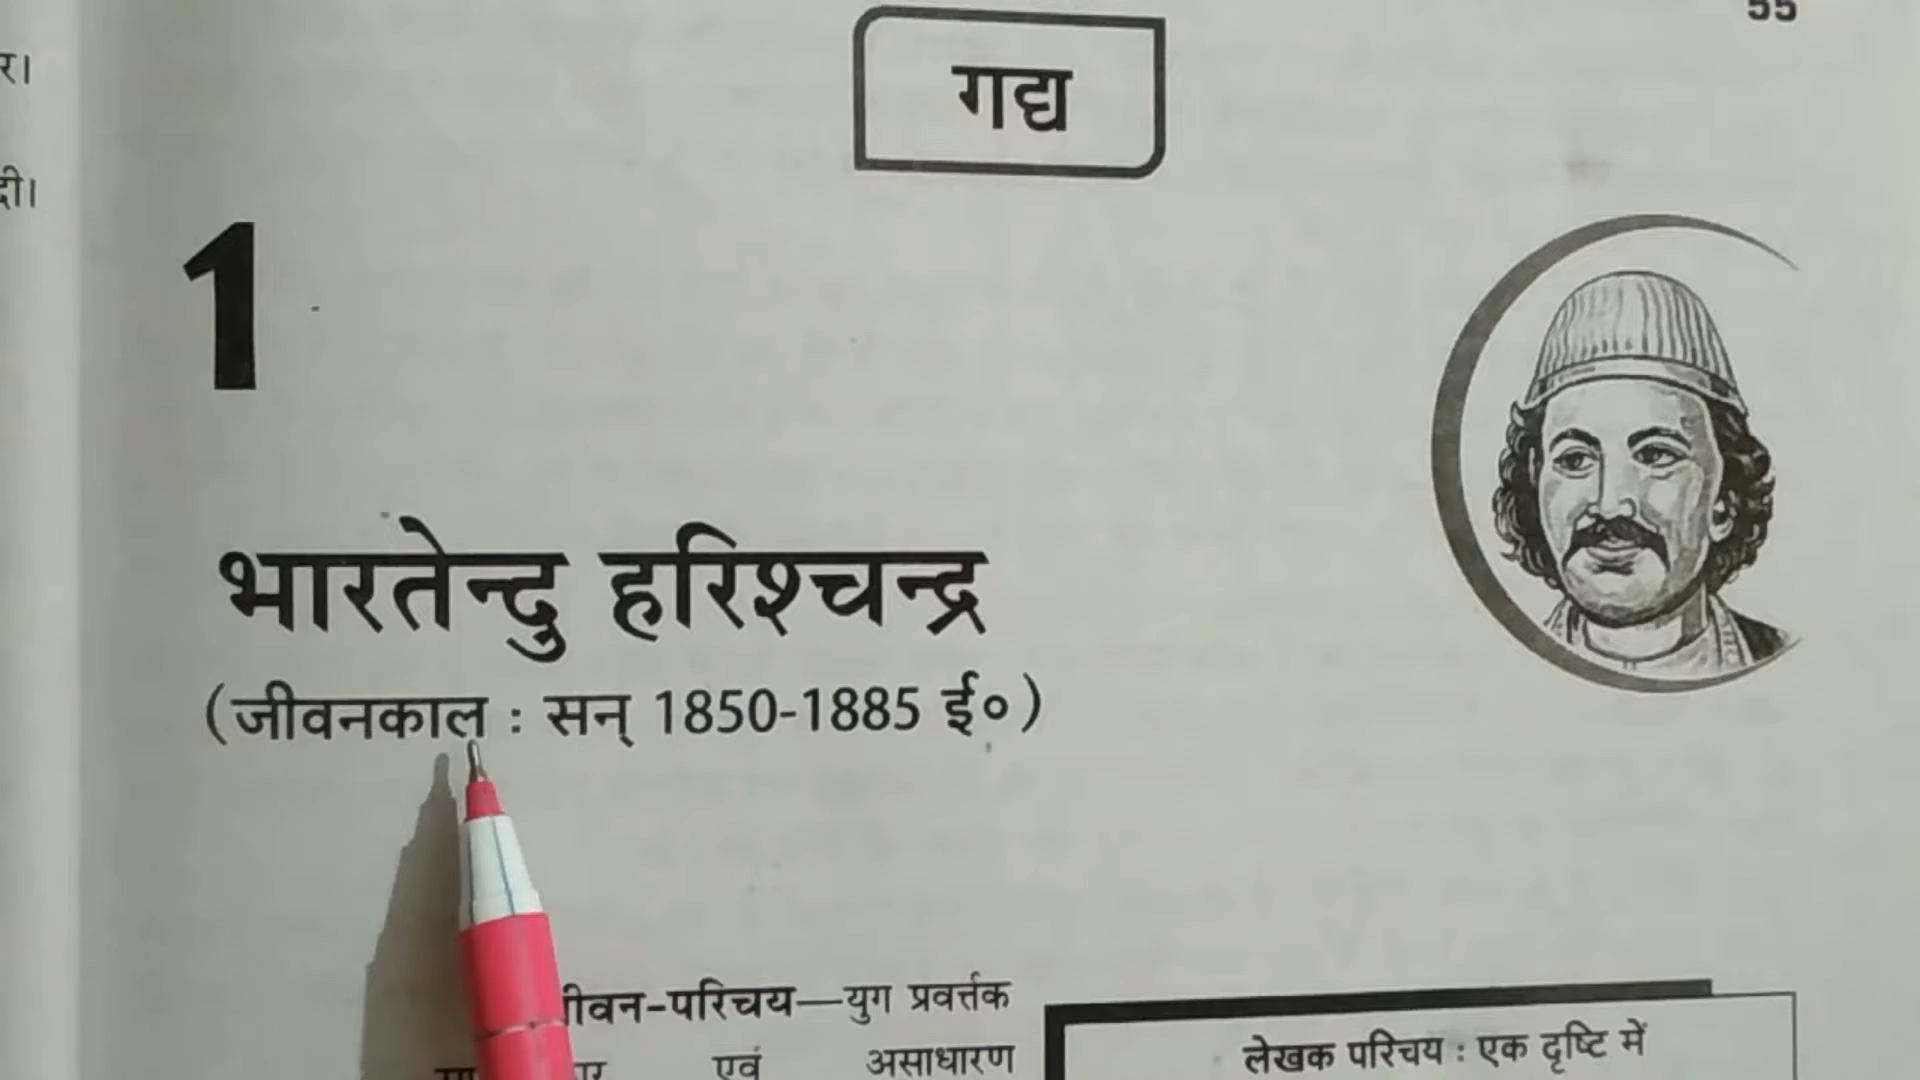 55
गद्य
र।
दी।
1
भारतेन्दु हरिश्चन्द्र
(जीवनकाल : सन् 1850-1885 ई०)
जीवन-परिचय—युग प्रवर्त्तक
एवं असाधारण
लेखक परिचय : एक दृष्टि में